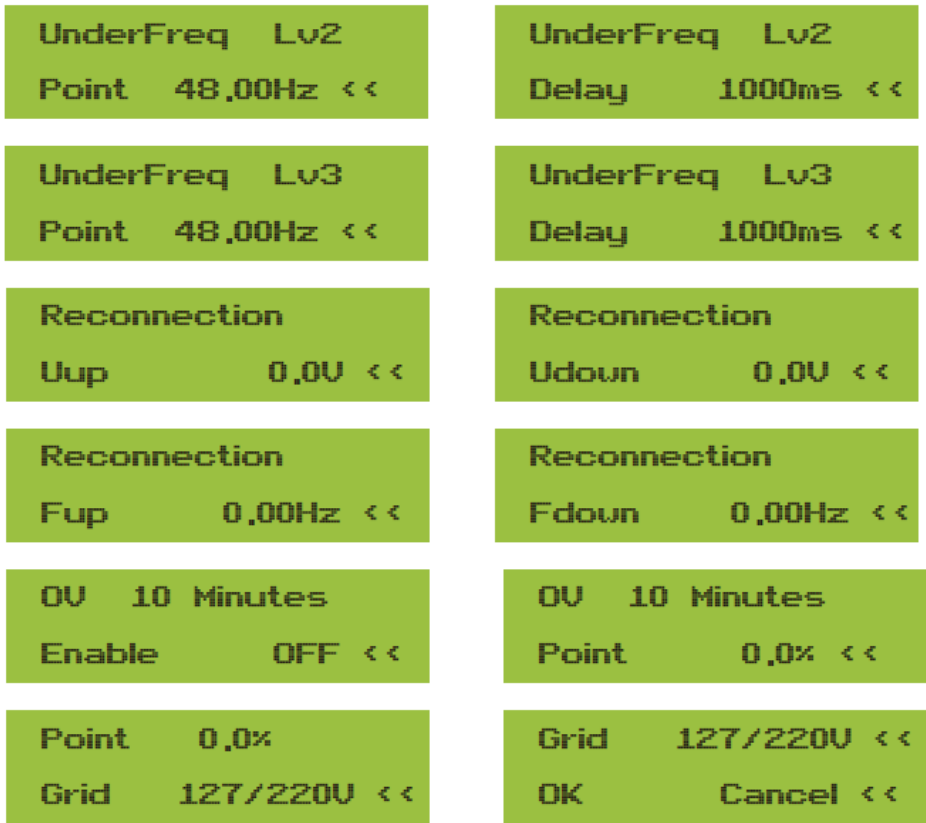 UnderFreq Lv2
Point 48.00Hz <<
UnderFreq Lv2
Delay 1000ms <<
UnderFreq Lv3
Point 48.00Hz <<
UnderFreq Lv3
Delay 1000ms <<
Reconnection
Uup 0.0V <<
Reconnection
Udown 0.0V <<
Reconnection
Fup 0.00Hz <<
Reconnection
Fdown 0.00Hz <<
OV 10 Minutes
Enable OFF <<
OV 10 Minutes
Point 0.0% <<
Point 0.0%
Grid 127/220V <<
Grid 127/220V <<
OK Cancel <<